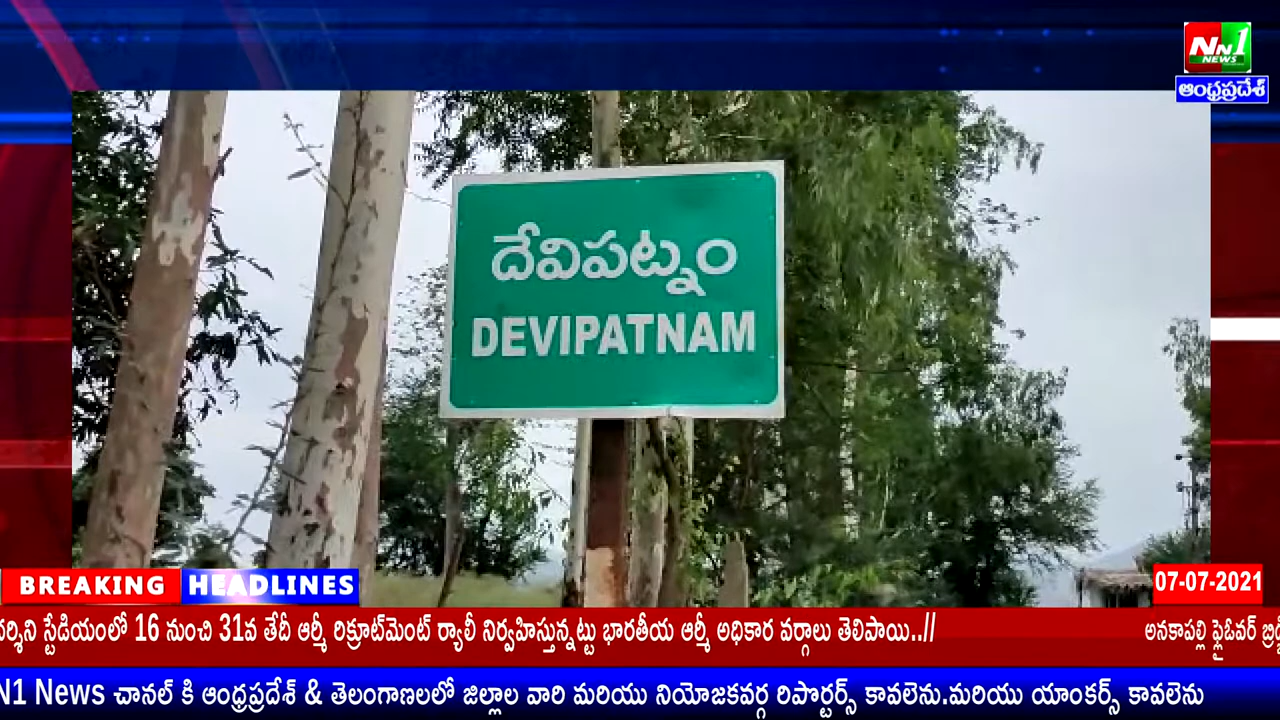 NN1
NEWS
ఆంధ్రప్రదేశ్
దేవిపట్నం
DEVIPATNAM
BREAKING HEADLINES
07-07-2021
స్టేడియంలో 16 నుంచి 31వ తేదీ ఆర్మీ రిక్రూట్‌మెంట్ ర్యాలీ నిర్వహిస్తున్నట్టు భారతీయ ఆర్మీ అధికార వర్గాలు తెలిపాయి..// అనకాపల్లి ఫ్లైఓవర్
N1 News చానల్ కి ఆంధ్రప్రదేశ్ & తెలంగాణలలో జిల్లాల వారి మరియు నియోజకవర్గ రిపొర్టర్స్ కావలెను.మరియు యాంకర్స్ కావలెను